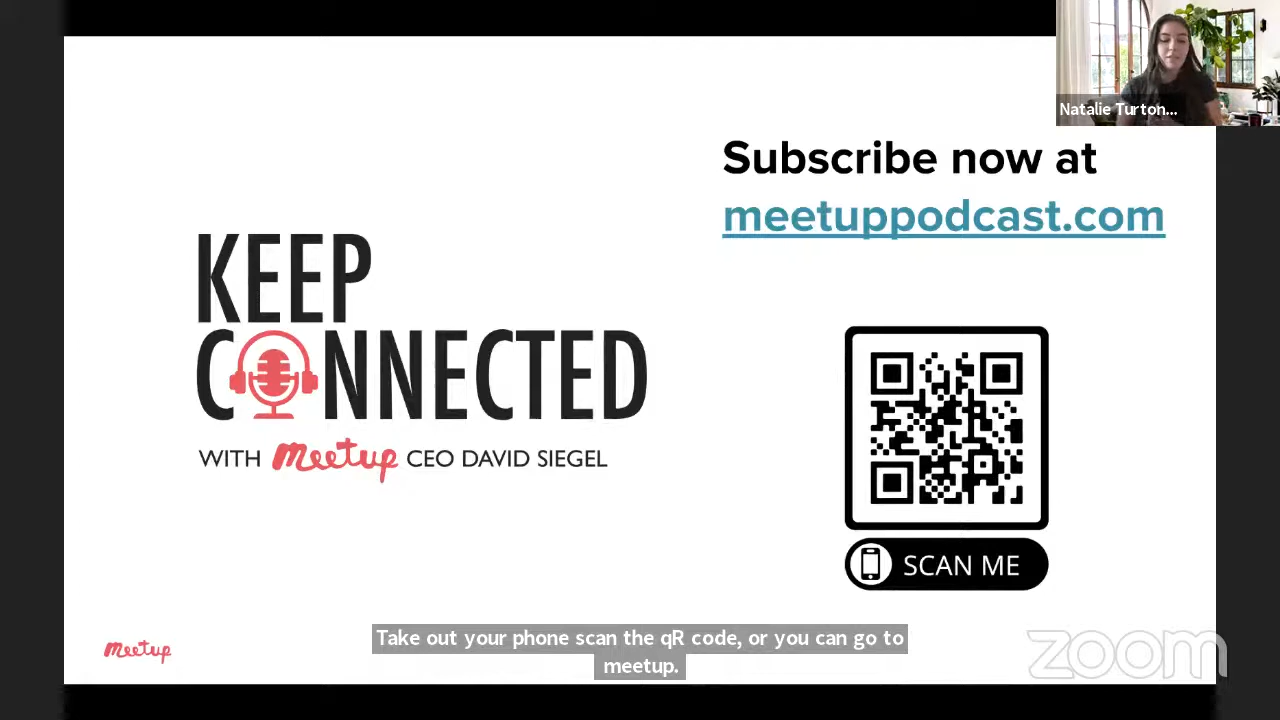 Natalie Turton...
Subscribe now at
meetuppodcast.com
KEEP
CONNECTED
WITH meetup CEO DAVID SIEGEL
SCAN ME
meetup
Take out your phone scan the qR code, or you can go to
meetup.
zoom